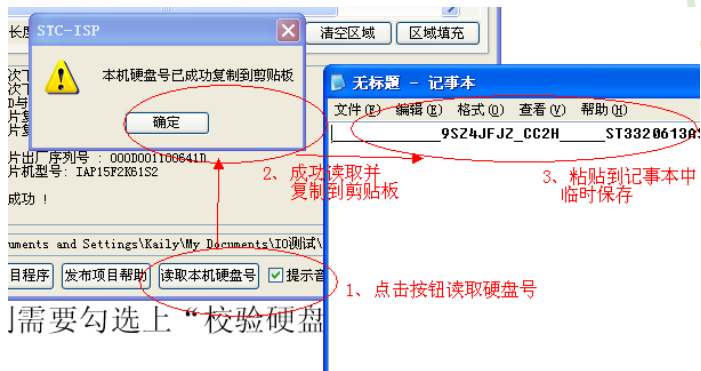 长度
清空区域
区域填充
STC-ISP
本机硬盘号已成功复制到剪贴板
确定
无标题 - 记事本
文件(F) 编辑(E) 格式(O) 查看(V) 帮助(H)
9SZ4JFJZ_CC2H_____ST3320613AS
片出厂序列号 : 000D001100641D
片机型号: IAP15F2K61S2
成功 !
2、成功读取并
复制到剪贴板
3、粘贴到记事本中
临时保存
uments and Settings\Kaily\My Documents\IO测试\
目程序
发布项目帮助
读取本机硬盘号
提示音
1、点击按钮读取硬盘号
需要勾选上“校验硬盘